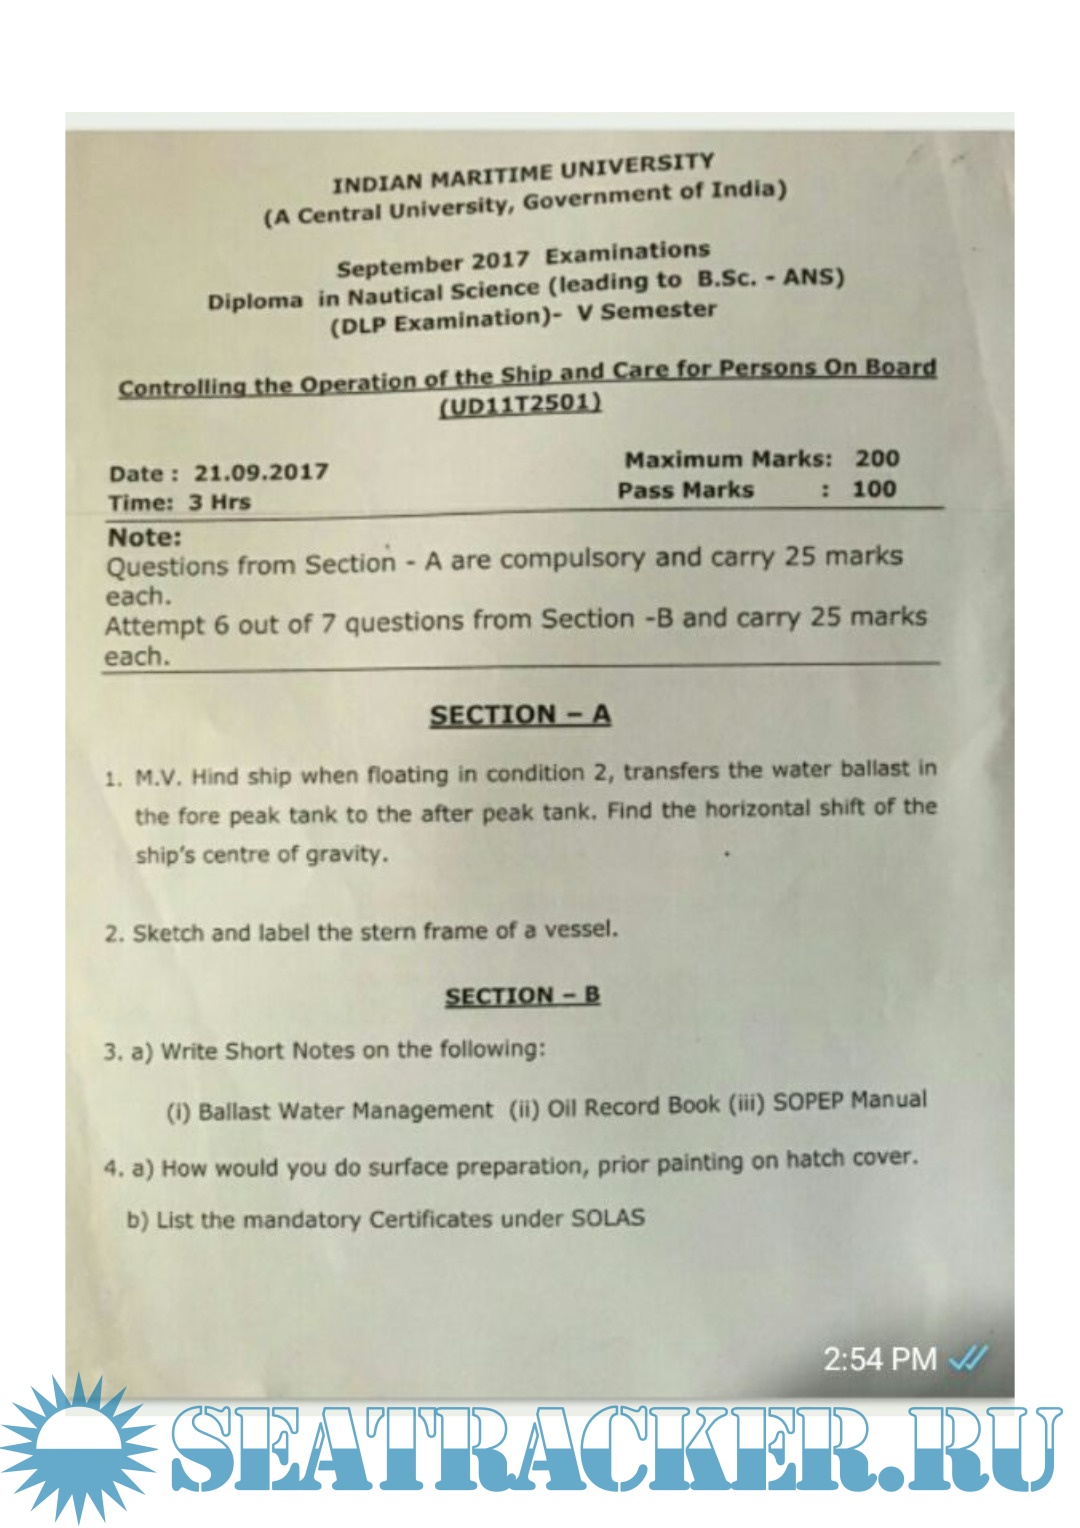 INDIAN MARITIME UNIVERSITY
(A Central University, Government of India)
September 2017 Examinations
Diploma in Nautical Science (leading to B.Sc. - ANS)
(DLP Examination)- V Semester
Controlling the Operation of the Ship and Care for Persons On Board
(UD11T2501)
Date : 21.09.2017 Maximum Marks: 200
Time: 3 Hrs Pass Marks : 100
Note:
Questions from Section - A are compulsory and carry 25 marks
each.
Attempt 6 out of 7 questions from Section -B and carry 25 marks
each.
SECTION – A
1. M.V. Hind ship when floating in condition 2, transfers the water ballast in
the fore peak tank to the after peak tank. Find the horizontal shift of the
ship's centre of gravity.
2. Sketch and label the stern frame of a vessel.
SECTION – B
3. a) Write Short Notes on the following:
(i) Ballast Water Management (ii) Oil Record Book (iii) SOPEP Manual
4. a) How would you do surface preparation, prior painting on hatch cover.
b) List the mandatory Certificates under SOLAS
2:54 PM
SEATRACKER.RU